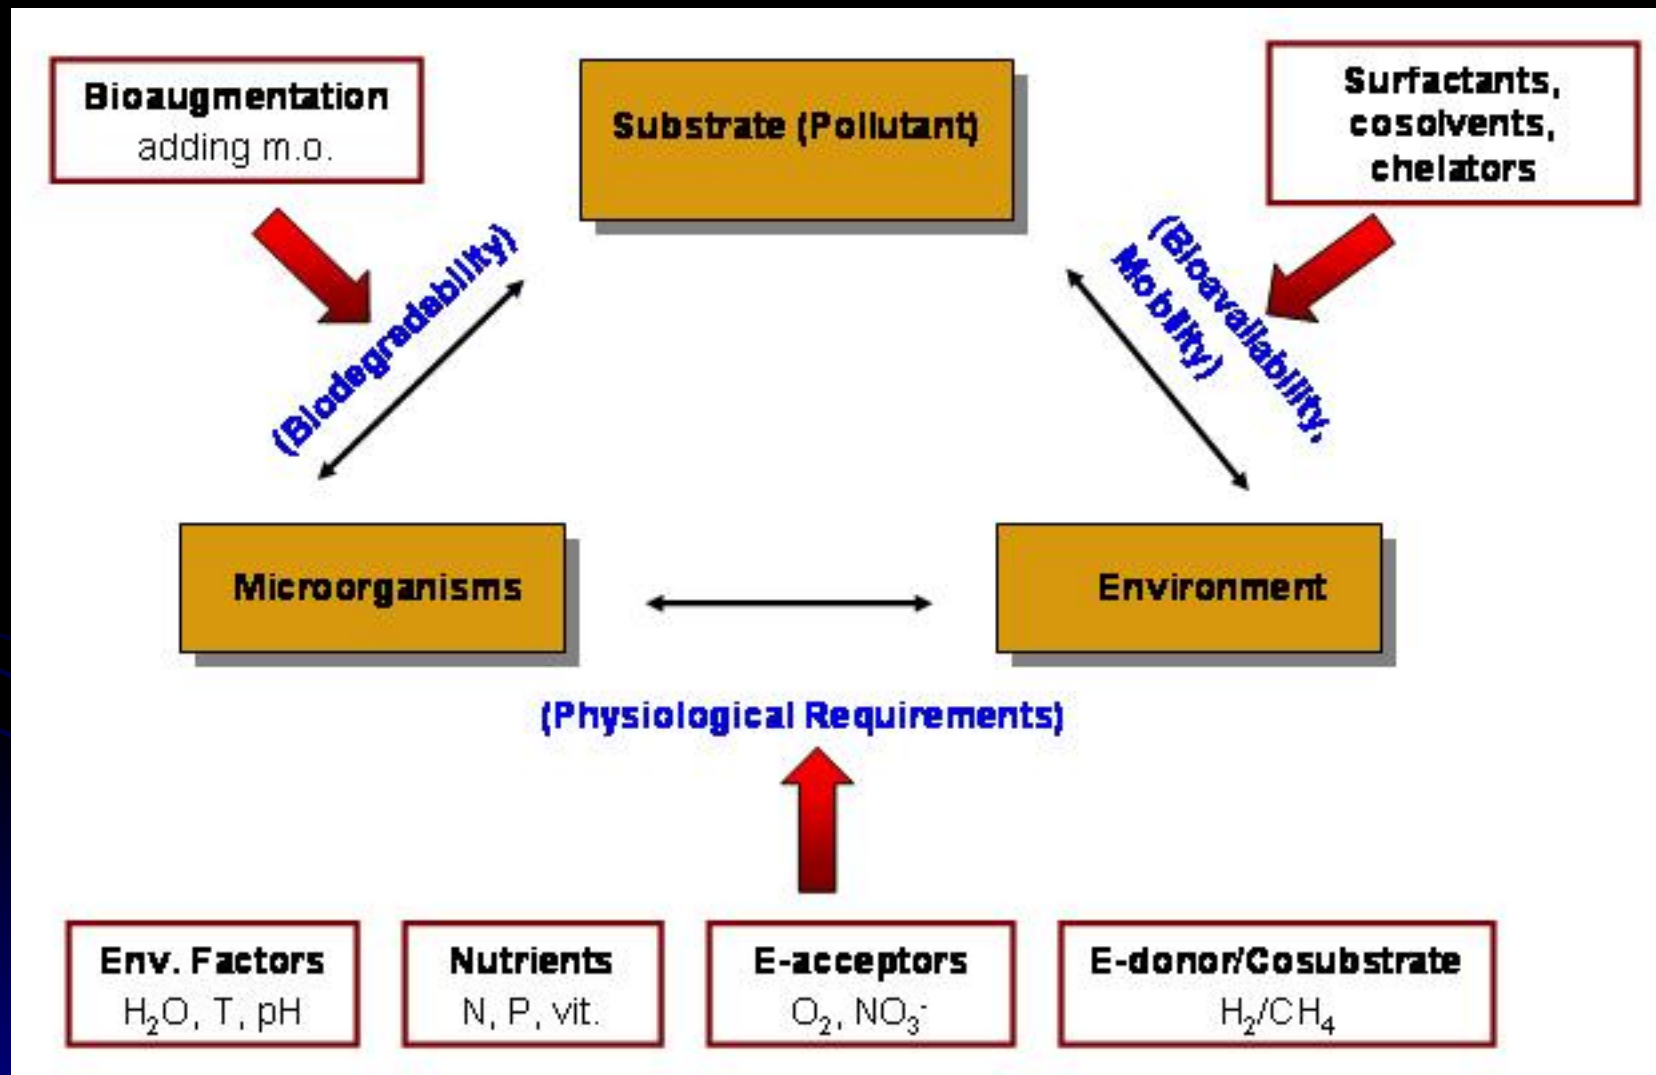 Bioaugmentation
adding m.o.
Substrate (Pollutant)
Surfactants,
cosolvents,
chelators
(Biodegradability)
(Bioavailability,
Mobility)
Microorganisms
Environment
(Physiological Requirements)
Env. Factors
H₂O, T, pH
Nutrients
N, P, vit.
E-acceptors
O₂, NO₃⁻
E-donor/Cosubstrate
H₂/CH₄